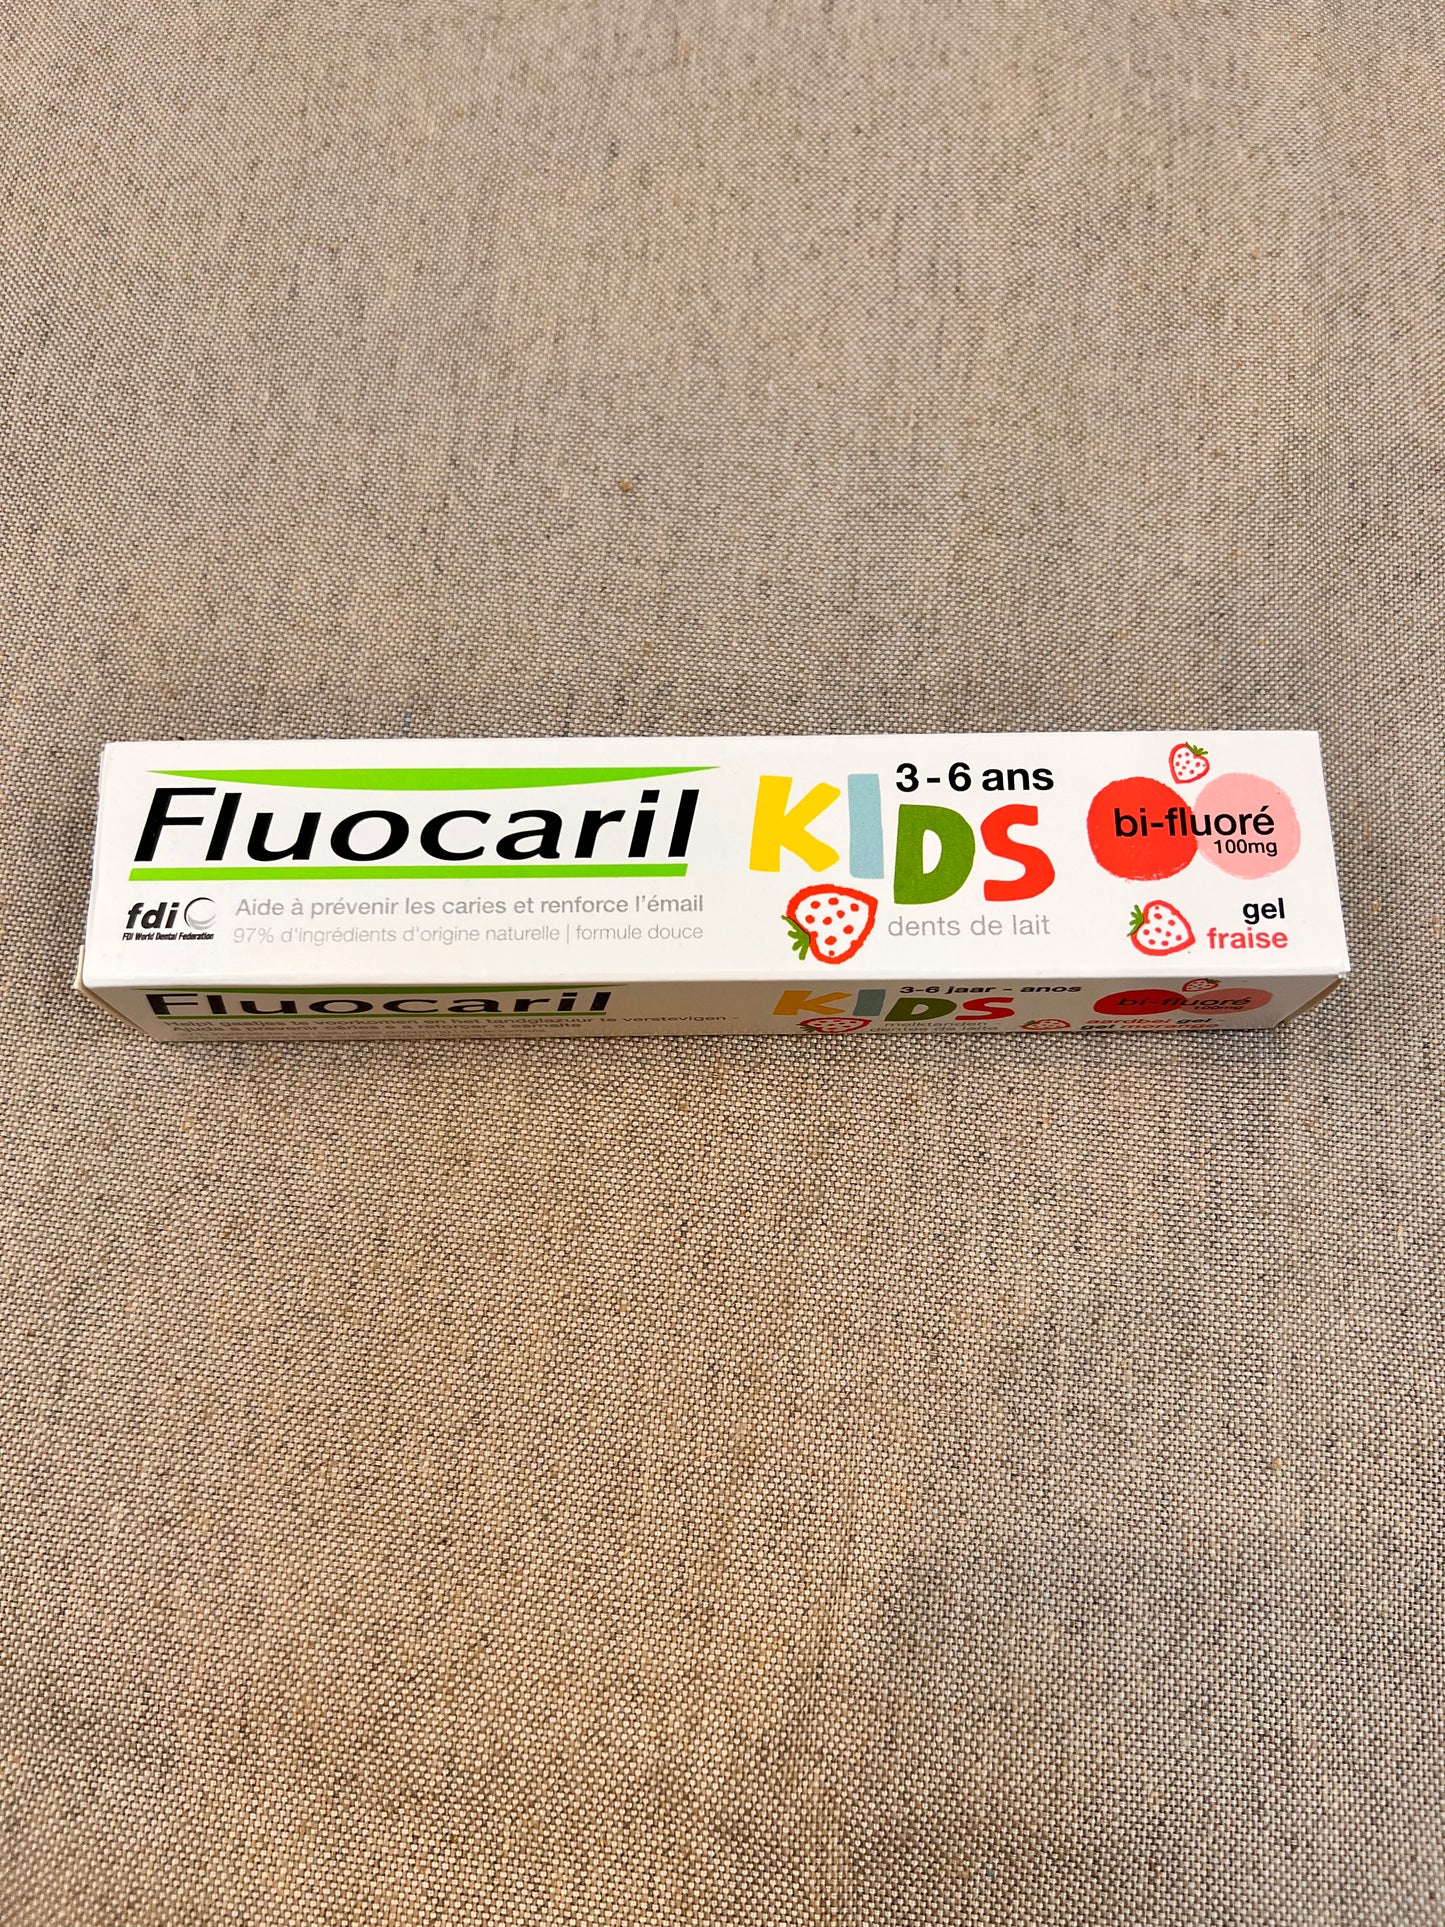 Fluocaril
fdi
FDI World Dental Federation
Aide à prévenir les caries et renforce l'émail
97% d'ingrédients d'origine naturelle | formule douce
3-6 ans
KIDS
dents de lait
bi-fluoré
100mg
gel
fraise
Fluocaril
3-6 jaar - anos
KIDS
melktanden
bi-fluoré
100mg